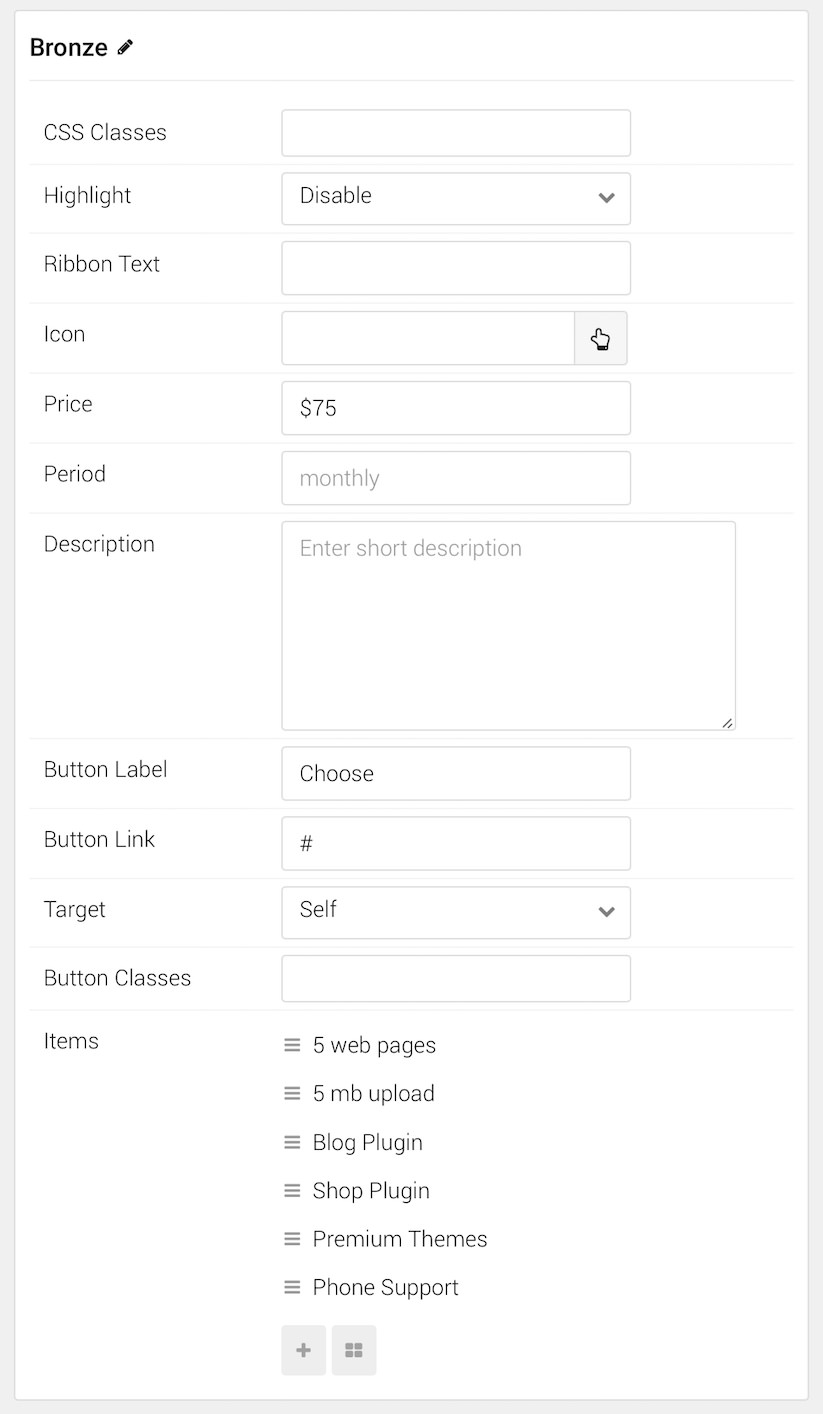 Bronze
CSS Classes
Highlight Disable
Ribbon Text
Icon
Price $75
Period monthly
Description Enter short description
Button Label Choose
Button Link #
Target Self
Button Classes
Items 5 web pages
5 mb upload
Blog Plugin
Shop Plugin
Premium Themes
Phone Support